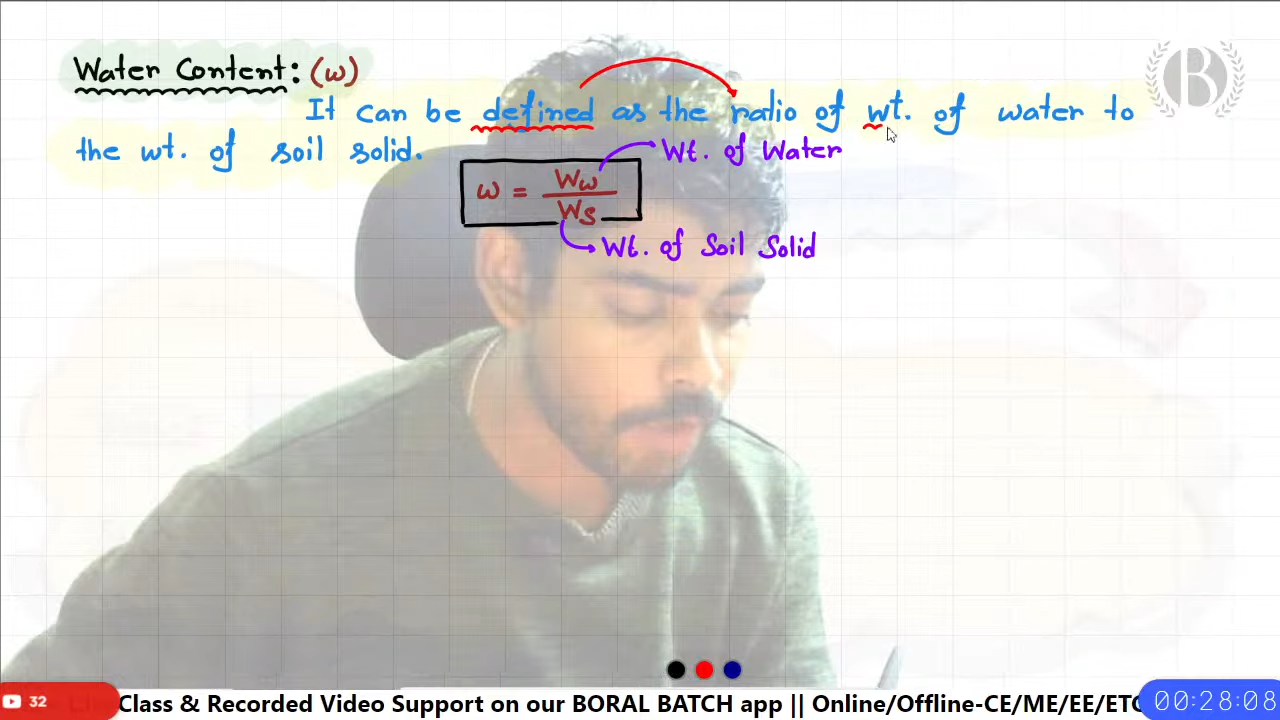 Water Content: (ω)
It can be defined as the ratio of wt. of water to
the wt. of soil solid.
Wt. of Water
ω = Wω / Ws
Wt. of Soil Solid
B
32
Class & Recorded Video Support on our BORAL BATCH app || Online/Offline-CE/ME/EE/ETC
00:28:08